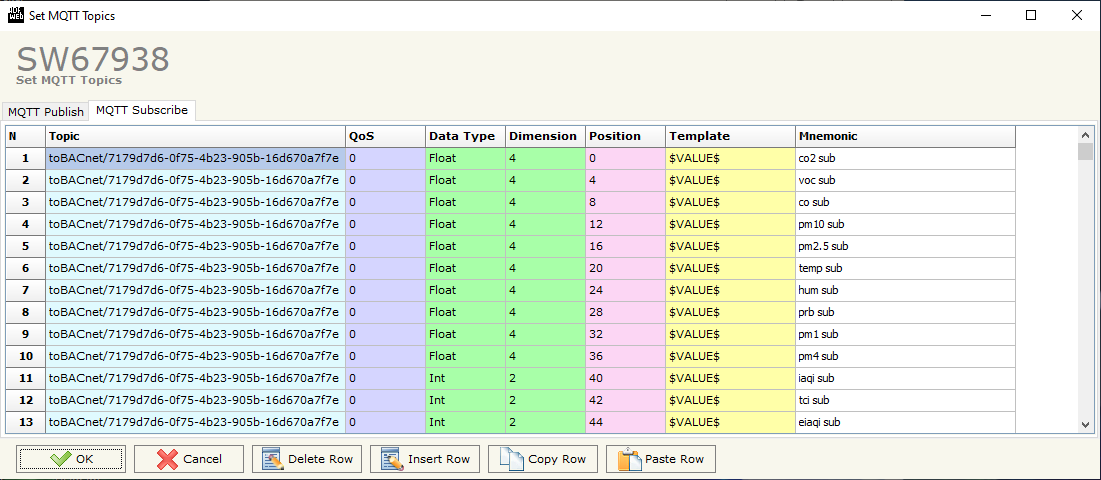 Set MQTT Topics
SW67938
Set MQTT Topics
MQTT Publish MQTT Subscribe
N Topic QoS Data Type Dimension Position Template Mnemonic
1 toBACnet/7179d7d6-0f75-4b23-905b-16d670a7f7e 0 Float 4 0 $VALUE$ co2 sub
2 toBACnet/7179d7d6-0f75-4b23-905b-16d670a7f7e 0 Float 4 4 $VALUE$ voc sub
3 toBACnet/7179d7d6-0f75-4b23-905b-16d670a7f7e 0 Float 4 8 $VALUE$ co sub
4 toBACnet/7179d7d6-0f75-4b23-905b-16d670a7f7e 0 Float 4 12 $VALUE$ pm10 sub
5 toBACnet/7179d7d6-0f75-4b23-905b-16d670a7f7e 0 Float 4 16 $VALUE$ pm2.5 sub
6 toBACnet/7179d7d6-0f75-4b23-905b-16d670a7f7e 0 Float 4 20 $VALUE$ temp sub
7 toBACnet/7179d7d6-0f75-4b23-905b-16d670a7f7e 0 Float 4 24 $VALUE$ hum sub
8 toBACnet/7179d7d6-0f75-4b23-905b-16d670a7f7e 0 Float 4 28 $VALUE$ prb sub
9 toBACnet/7179d7d6-0f75-4b23-905b-16d670a7f7e 0 Float 4 32 $VALUE$ pm1 sub
10 toBACnet/7179d7d6-0f75-4b23-905b-16d670a7f7e 0 Float 4 36 $VALUE$ pm4 sub
11 toBACnet/7179d7d6-0f75-4b23-905b-16d670a7f7e 0 Int 2 40 $VALUE$ iaqi sub
12 toBACnet/7179d7d6-0f75-4b23-905b-16d670a7f7e 0 Int 2 42 $VALUE$ tci sub
13 toBACnet/7179d7d6-0f75-4b23-905b-16d670a7f7e 0 Int 2 44 $VALUE$ eiaqi sub
OK Cancel Delete Row Insert Row Copy Row Paste Row